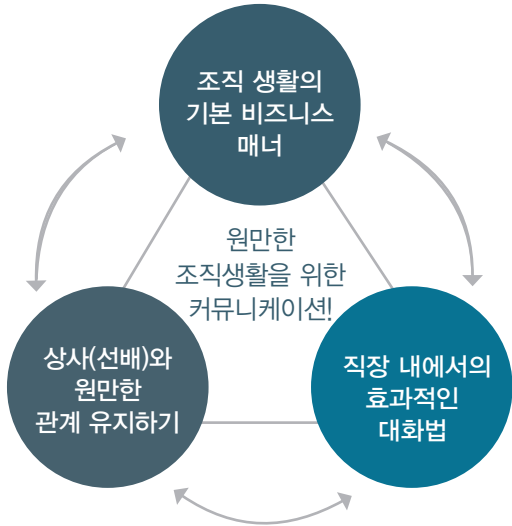 조직 생활의
기본 비즈니스
매너
원만한
조직생활을 위한
커뮤니케이션!
상사(선배)와
원만한
관계 유지하기
직장 내에서의
효과적인
대화법